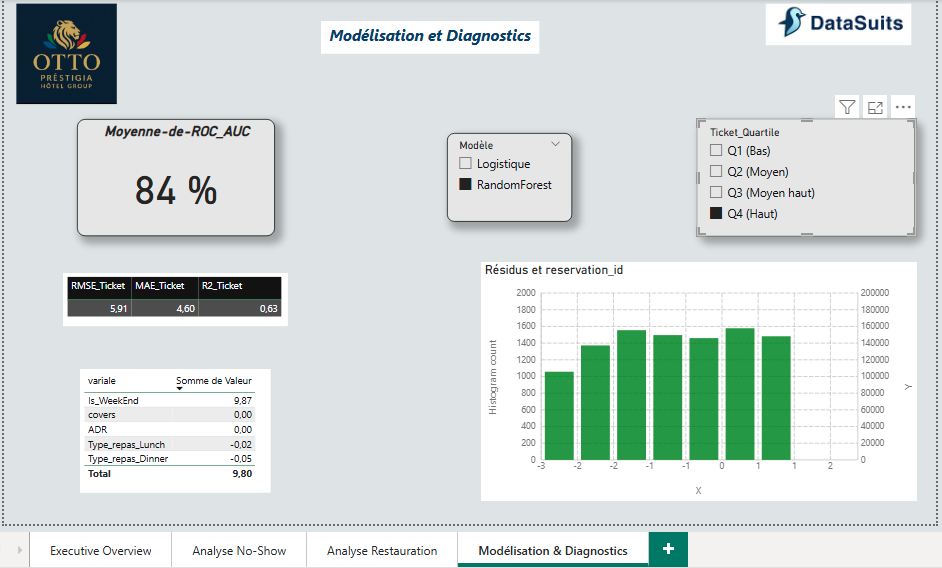 OTTO
PRÉSTIGIA
HÔTEL GROUP
Modélisation et Diagnostics
DataSuits
Moyenne-de-ROC_AUC
84 %
Modèle
Logistique
RandomForest
Ticket_Quartile
Q1 (Bas)
Q2 (Moyen)
Q3 (Moyen haut)
Q4 (Haut)
RMSE_Ticket MAE_Ticket R2_Ticket
5,91 4,60 0,63
variale Somme de Valeur
Is_WeekEnd 9,87
covers 0,00
ADR 0,00
Type_repas_Lunch -0,02
Type_repas_Dinner -0,05
Total 9,80
Résidus et reservation_id
Histogram count
2000 200000
1800 180000
1600 160000
1400 140000
1200 120000
1000 100000
800 80000
600 60000
400 40000
200 20000
0 0
Y
-3 -2 -2 -1 -1 0 1 1 2
X
Executive Overview Analyse No-Show Analyse Restauration Modélisation & Diagnostics +